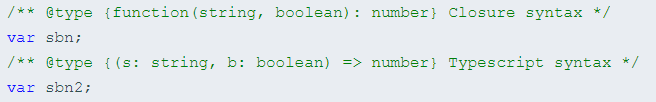 /** @type {function(string, boolean): number} Closure syntax */
var sbn;
/** @type {(s: string, b: boolean) => number} Typescript syntax */
var sbn2;